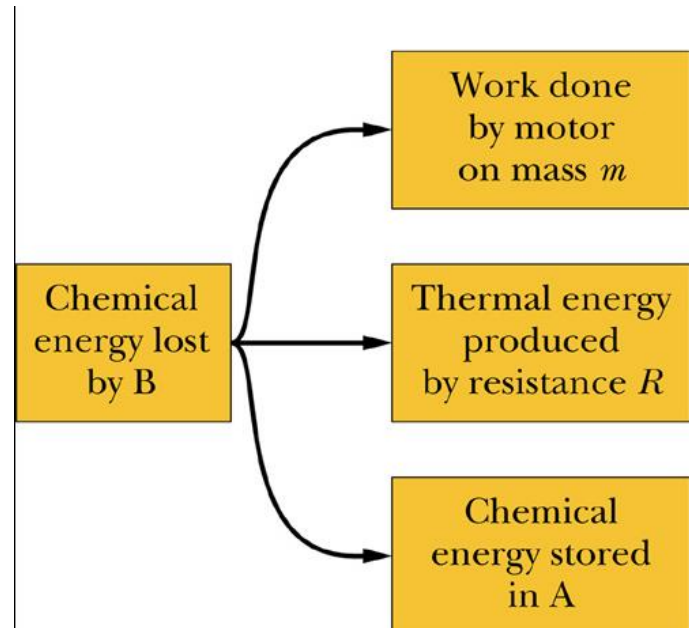 Work done
by motor
on mass m
Chemical
energy lost
by B
Thermal energy
produced
by resistance R
Chemical
energy stored
in A